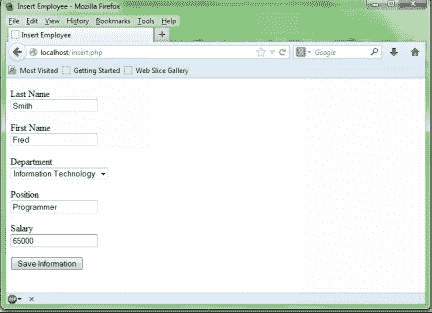 Insert Employee - Mozilla Firefox
File Edit View History Bookmarks Tools Help
Insert Employee +
localhost/insert.php Google
Most Visited Getting Started Web Slice Gallery
Last Name
Smith
First Name
Fred
Department
Information Technology
Position
Programmer
Salary
65000
Save Information